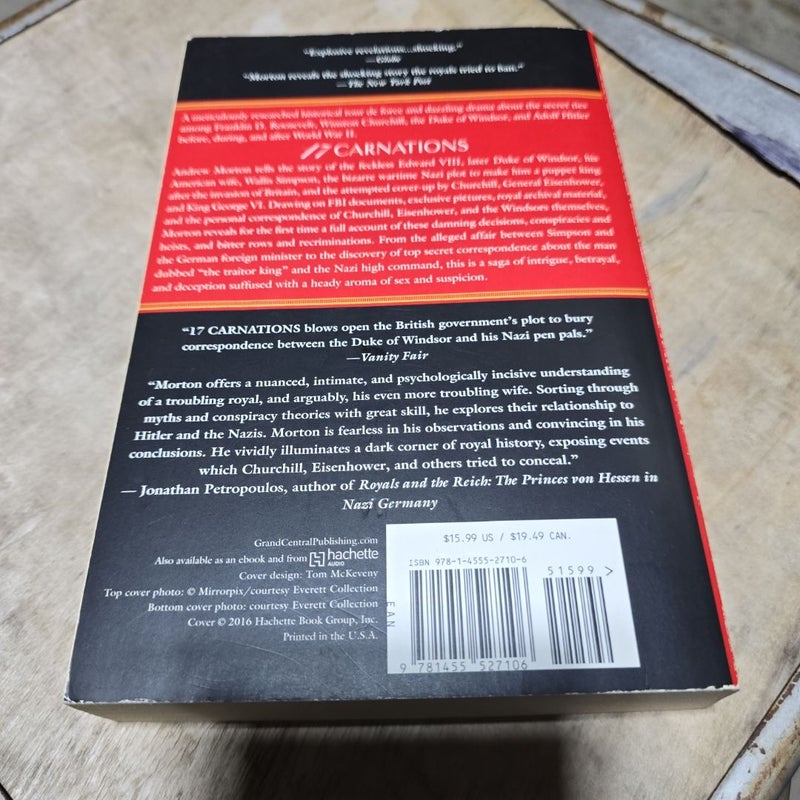 "Explosive revelations...shocking."
—Globe
"Morton reveals the shocking story the royals tried to ban."
—The New York Post
A meticulously researched historical tour de force and dazzling drama about the secret ties
among Franklin D. Roosevelt, Winston Churchill, the Duke of Windsor, and Adolf Hitler
before, during, and after World War II.
17 CARNATIONS
Andrew Morton tells the story of the feckless Edward VIII, later Duke of Windsor, his
American wife, Wallis Simpson, the bizarre wartime Nazi plot to make him a puppet king
after the invasion of Britain, and the attempted cover-up by Churchill, General Eisenhower,
and King George VI. Drawing on FBI documents, exclusive pictures, royal archival material,
and the personal correspondence of Churchill, Eisenhower, and the Windsors themselves,
Morton reveals for the first time a full account of these damning decisions, conspiracies and
heists, and bitter rows and recriminations. From the alleged affair between Simpson and
the German foreign minister to the discovery of top secret correspondence about the man
dubbed "the traitor king" and the Nazi high command, this is a saga of intrigue, betrayal,
and deception suffused with a heady aroma of sex and suspicion.
"17 CARNATIONS blows open the British government's plot to bury
correspondence between the Duke of Windsor and his Nazi pen pals."
—Vanity Fair
"Morton offers a nuanced, intimate, and psychologically incisive understanding
of a troubling royal, and arguably, his even more troubling wife. Sorting through
myths and conspiracy theories with great skill, he explores their relationship to
Hitler and the Nazis. Morton is fearless in his observations and convincing in his
conclusions. He vividly illuminates a dark corner of royal history, exposing events
which Churchill, Eisenhower, and others tried to conceal."
— Jonathan Petropoulos, author of Royals and the Reich: The Princes von Hessen in
Nazi Germany
GrandCentralPublishing.com
Also available as an ebook and from hachette AUDIO
Cover design: Tom McKeveny
Top cover photo: © Mirrorpix/courtesy Everett Collection
Bottom cover photo: courtesy Everett Collection
Cover © 2016 Hachette Book Group, Inc.
Printed in the U.S.A.
$15.99 US / $19.49 CAN.
ISBN 978-1-4555-2710-6
51599 >
EAN
9 781455 527106